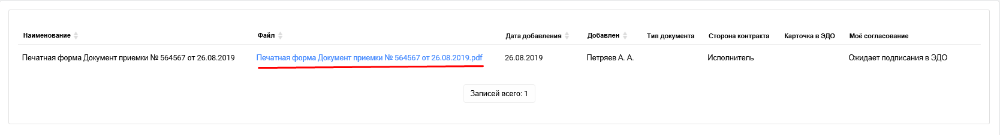 Наименование Файл Дата добавления Добавлен Тип документа Сторона контракта Карточка в ЭДО Моё согласование
Печатная форма Документ приемки № 564567 от 26.08.2019 Печатная форма Документ приемки № 564567 от 26.08.2019.pdf 26.08.2019 Петряев А. А. Исполнитель Ожидает подписания в ЭДО
Записей всего: 1